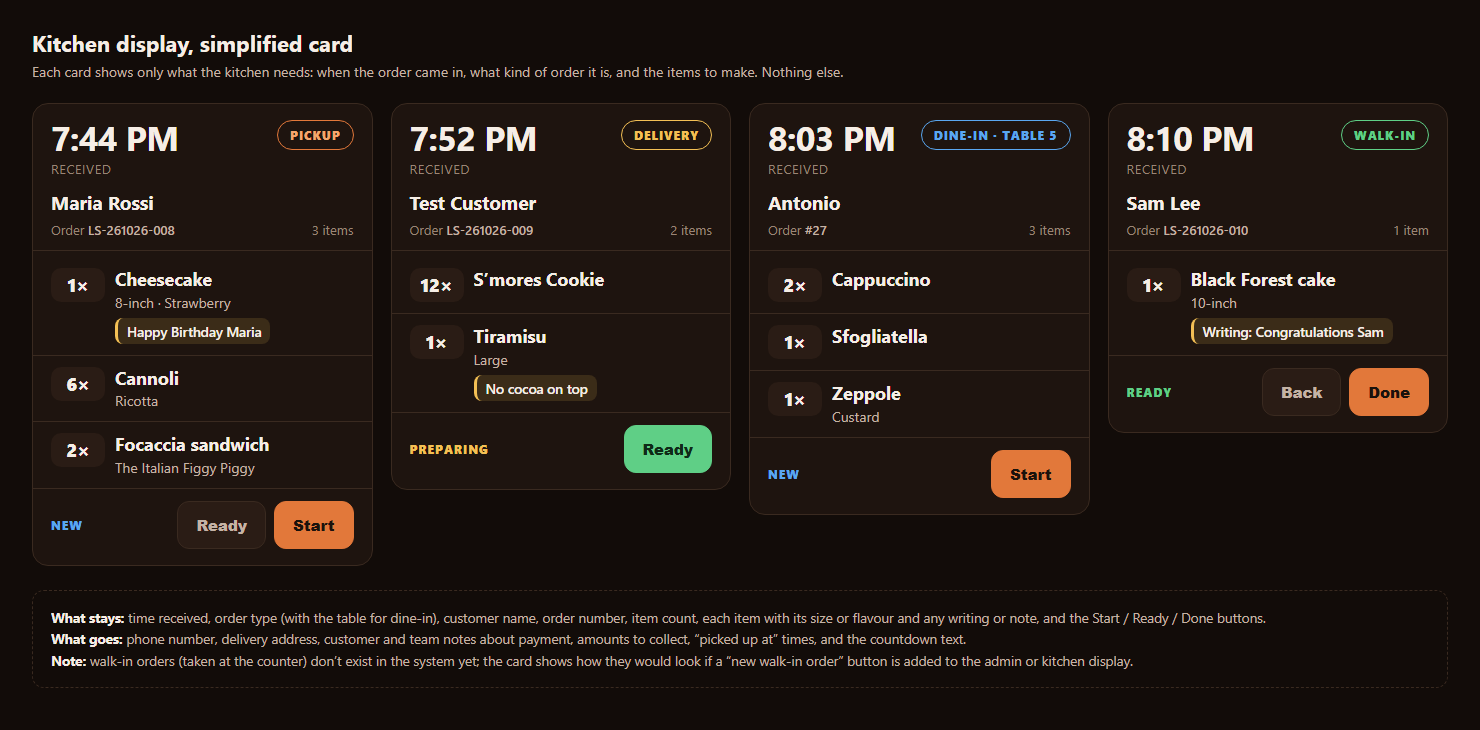 Kitchen display, simplified card
Each card shows only what the kitchen needs: when the order came in, what kind of order it is, and the items to make. Nothing else.
7:44 PM
PICKUP
RECEIVED
Maria Rossi
Order LS-261026-008
3 items
1×
Cheesecake
8-inch · Strawberry
Happy Birthday Maria
6×
Cannoli
Ricotta
2×
Focaccia sandwich
The Italian Figgy Piggy
NEW
Ready
Start
7:52 PM
DELIVERY
RECEIVED
Test Customer
Order LS-261026-009
2 items
12×
S’mores Cookie
1×
Tiramisu
Large
No cocoa on top
PREPARING
Ready
8:03 PM
DINE-IN · TABLE 5
RECEIVED
Antonio
Order #27
3 items
2×
Cappuccino
1×
Sfogliatella
1×
Zeppole
Custard
NEW
Start
8:10 PM
WALK-IN
RECEIVED
Sam Lee
Order LS-261026-010
1 item
1×
Black Forest cake
10-inch
Writing: Congratulations Sam
READY
Back
Done
What stays: time received, order type (with the table for dine-in), customer name, order number, item count, each item with its size or flavour and any writing or note, and the Start / Ready / Done buttons.
What goes: phone number, delivery address, customer and team notes about payment, amounts to collect, “picked up at” times, and the countdown text.
Note: walk-in orders (taken at the counter) don’t exist in the system yet; the card shows how they would look if a “new walk-in order” button is added to the admin or kitchen display.